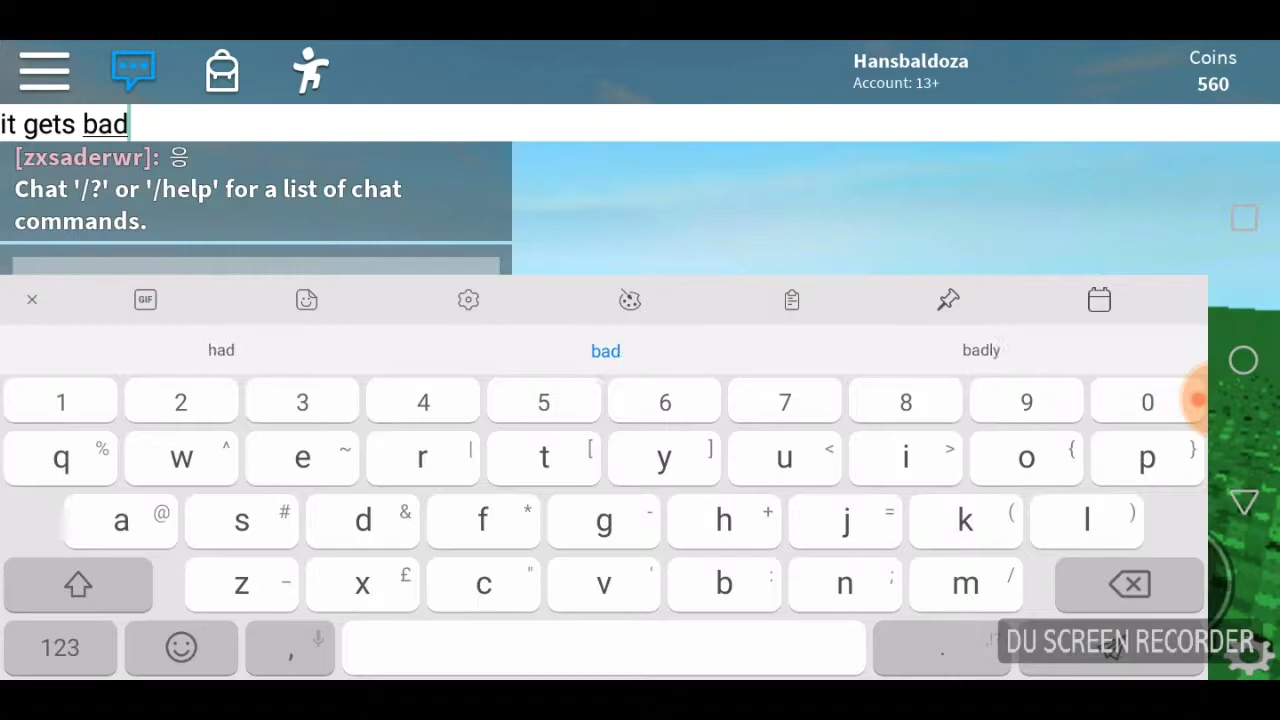 Hansbaldoza
Account: 13+
Coins
560
it gets bad
[zxsaderwr]: 응
Chat '/?' or '/help' for a list of chat
commands.
GIF
had bad badly
1 2 3 4 5 6 7 8 9 0
q % w ^ e ~ r | t [ y ] u < i > o { p }
a @ s # d & f * g - h + j = k ( l )
z _ x £ c " v ' b : n ; m /
123 , . !?
DU SCREEN RECORDER